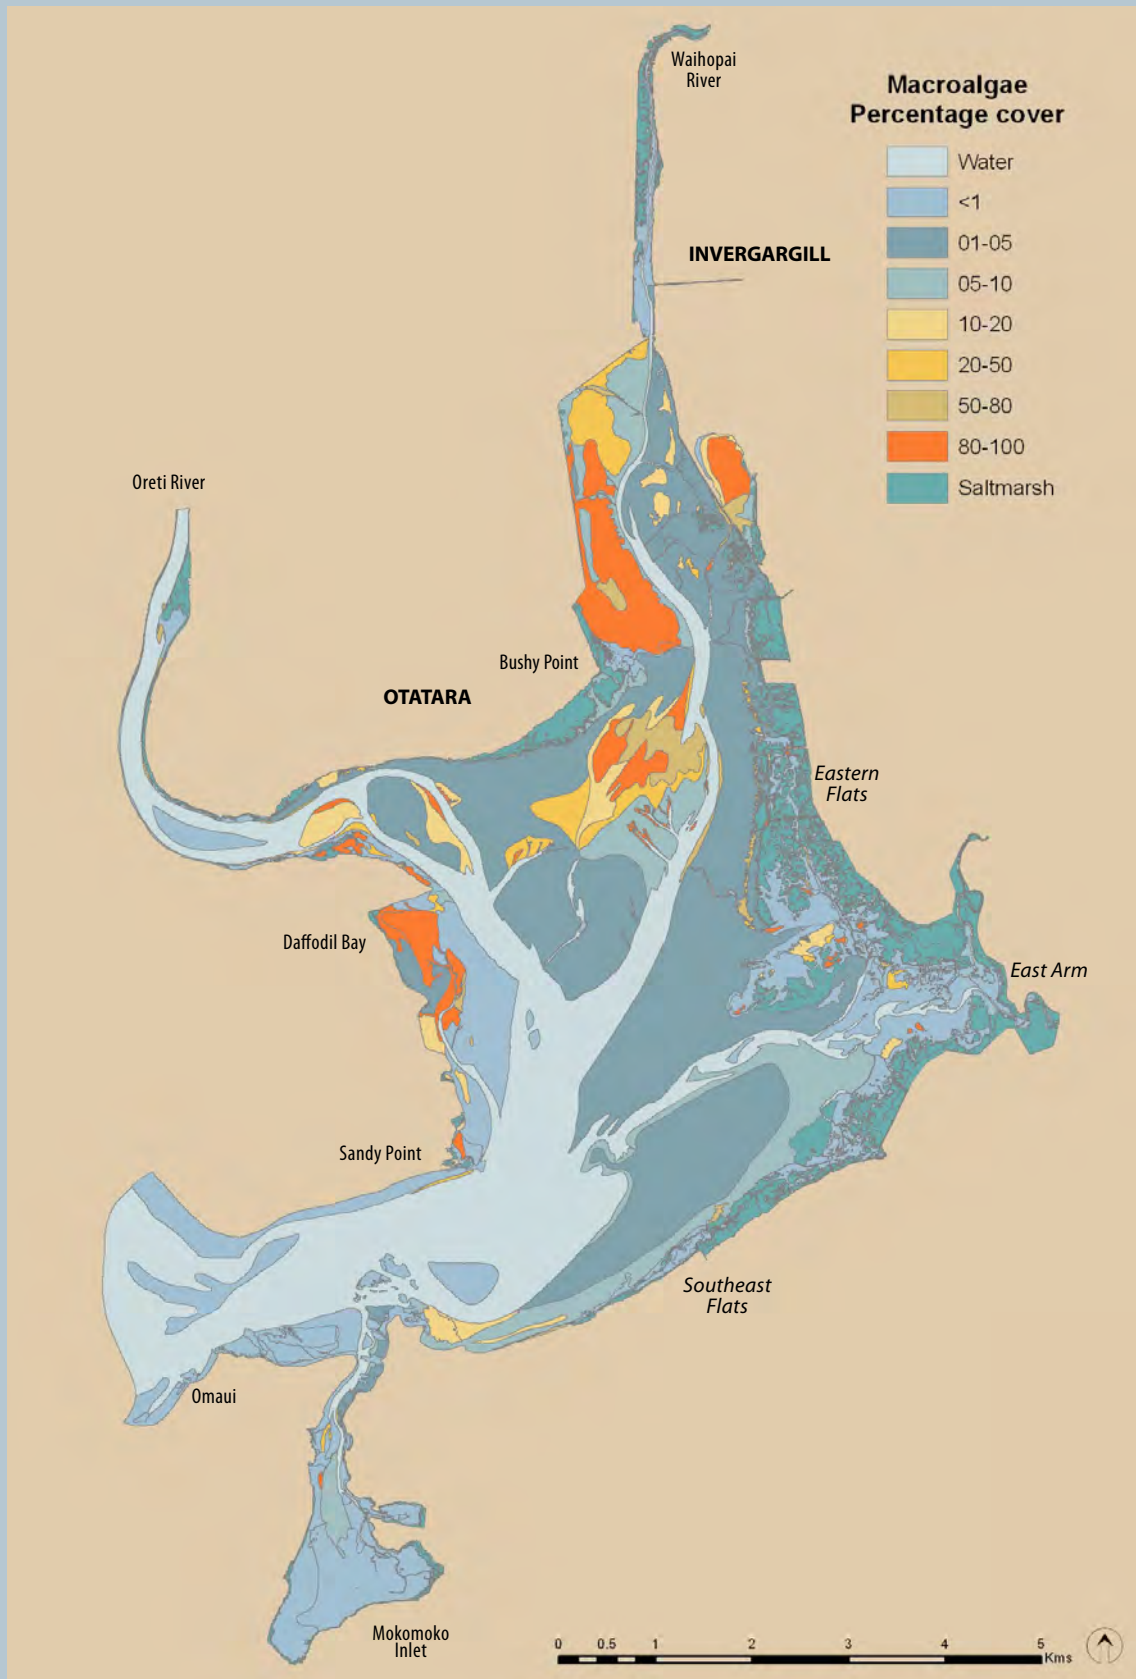 Waihopai
River
Macroalgae
Percentage cover
Water
<1
01-05
05-10
10-20
20-50
50-80
80-100
Saltmarsh
INVERGARGILL
Oreti River
Bushy Point
OTATARA
Eastern
Flats
Daffodil Bay
East Arm
Sandy Point
Southeast
Flats
Omaui
Mokomoko
Inlet
0 0.5 1 2 3 4 5
Kms